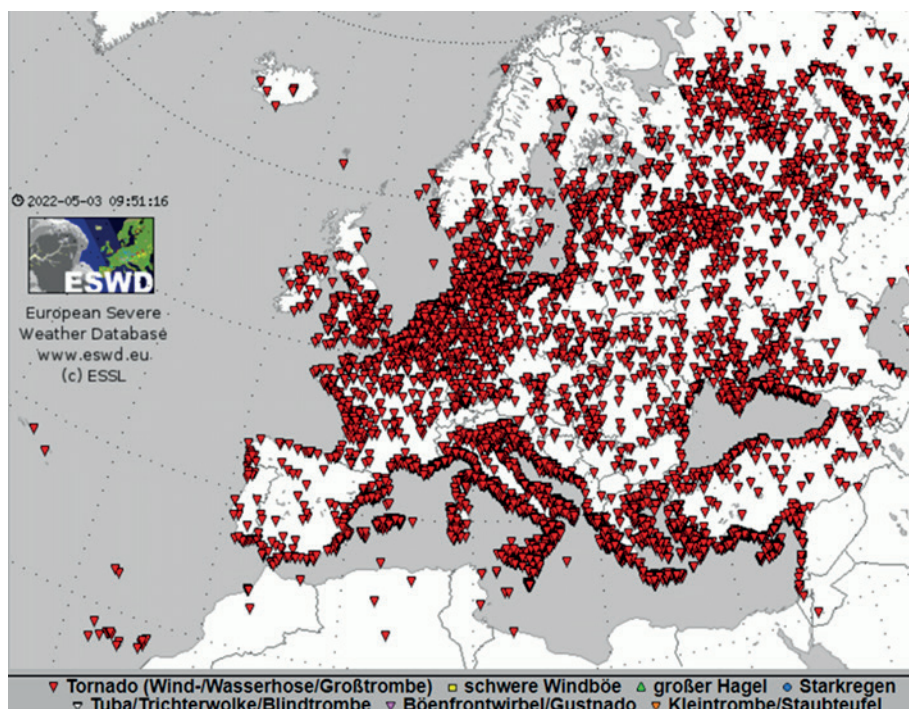 2022-05-03 09:51:16
ESWD
European Severe
Weather Database
www.eswd.eu
(c) ESSL
Tornado (Wind-/Wasserhose/Großtrombe) schwere Windböe großer Hagel Starkregen
Tuba/Trichterwolke/Blindtrombe Böenfrontwirbel/Gustnado Kleintrombe/Staubteufel